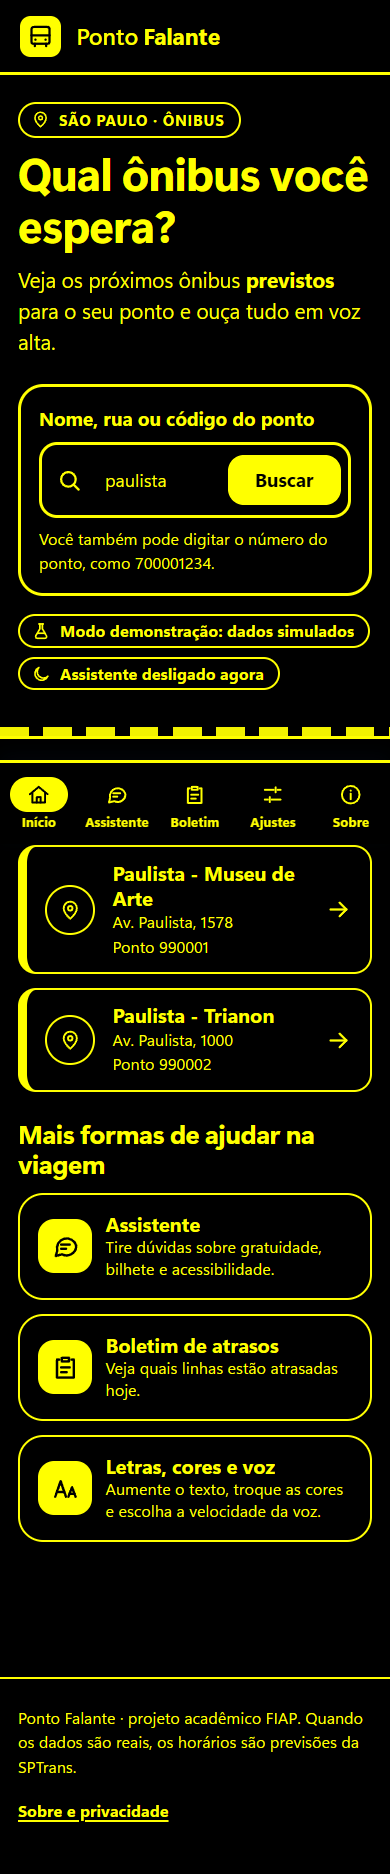 Ponto Falante
SÃO PAULO · ÔNIBUS
Qual ônibus você
espera?
Veja os próximos ônibus previstos
para o seu ponto e ouça tudo em voz
alta.
Nome, rua ou código do ponto
paulista
Buscar
Você também pode digitar o número do
ponto, como 700001234.
Modo demonstração: dados simulados
Assistente desligado agora
Início
Assistente
Boletim
Ajustes
Sobre
Paulista - Museu de
Arte
Av. Paulista, 1578
Ponto 990001
Paulista - Trianon
Av. Paulista, 1000
Ponto 990002
Mais formas de ajudar na
viagem
Assistente
Tire dúvidas sobre gratuidade,
bilhete e acessibilidade.
Boletim de atrasos
Veja quais linhas estão atrasadas
hoje.
Letras, cores e voz
Aumente o texto, troque as cores
e escolha a velocidade da voz.
Ponto Falante · projeto acadêmico FIAP. Quando
os dados são reais, os horários são previsões da
SPTrans.
Sobre e privacidade